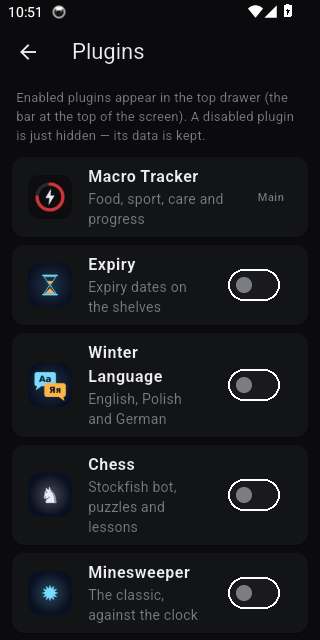 10:51
Plugins
Enabled plugins appear in the top drawer (the
bar at the top of the screen). A disabled plugin
is just hidden — its data is kept.
Macro Tracker
Food, sport, care and
progress
Main
Expiry
Expiry dates on
the shelves
Winter
Language
English, Polish
and German
Aa
Яя
Chess
Stockfish bot,
puzzles and
lessons
Minesweeper
The classic,
against the clock